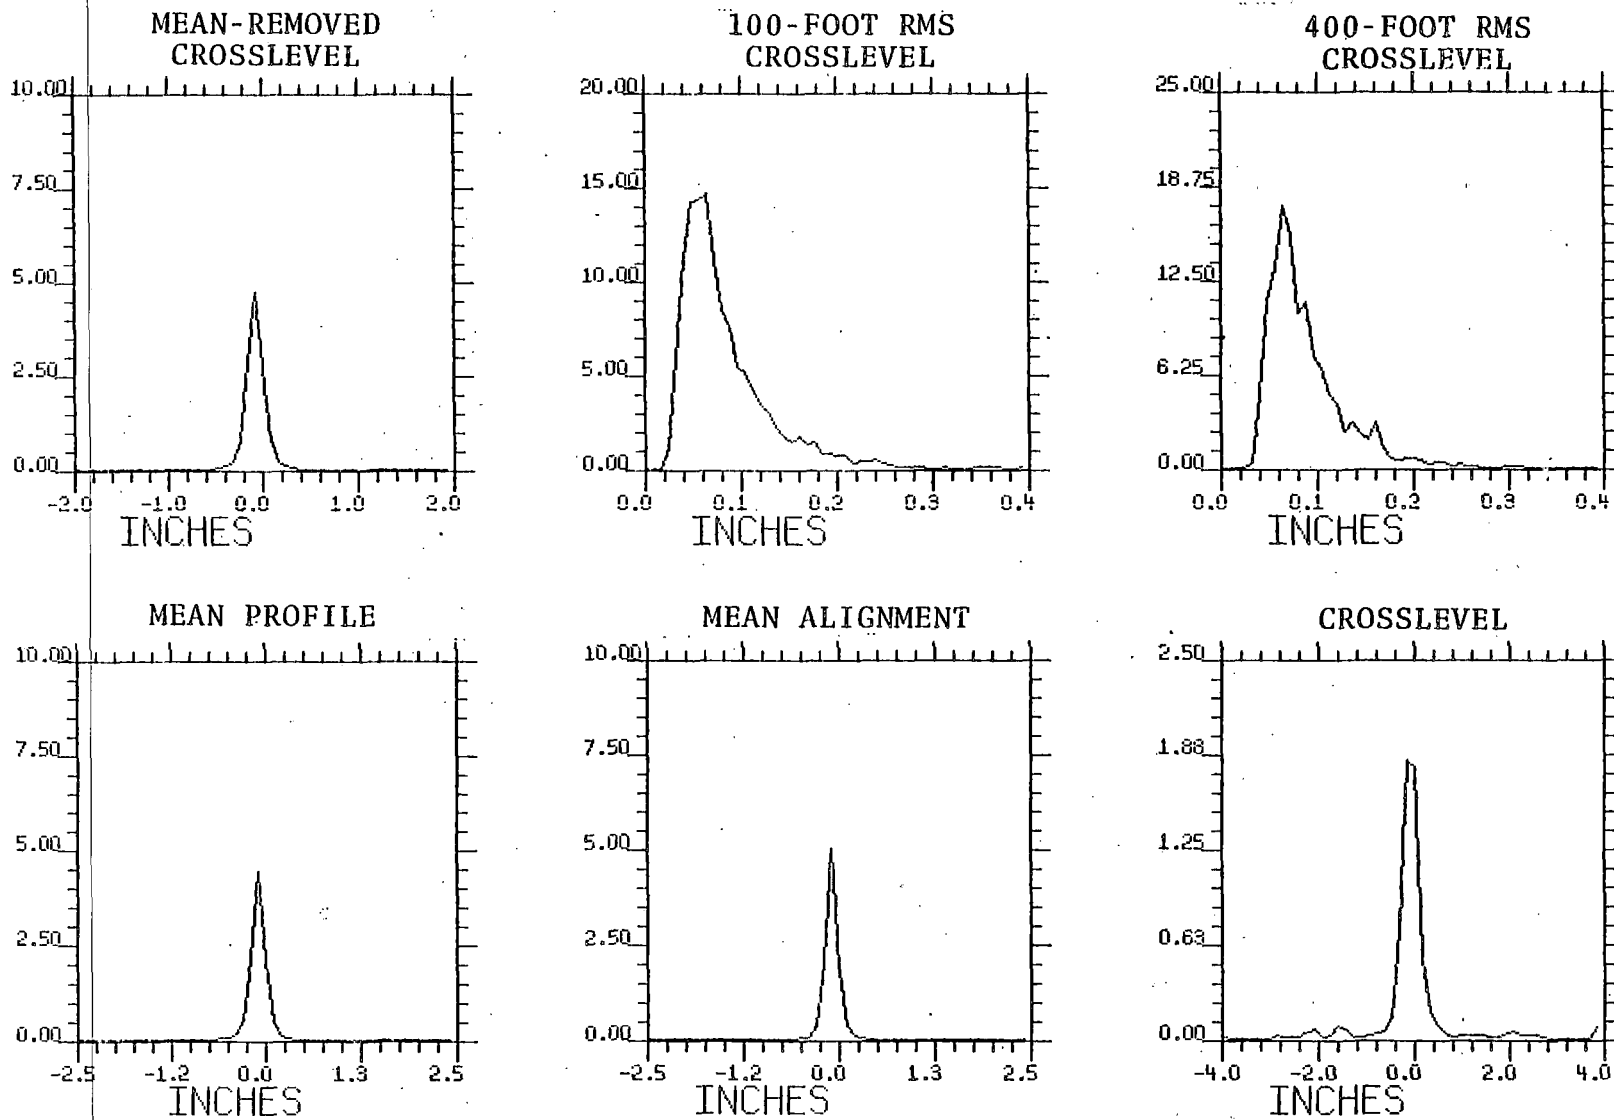 MEAN-REMOVED
CROSSLEVEL
10.00
7.50
5.00
2.50
0.00
-2.0 -1.0 0.0 1.0 2.0
INCHES
100-FOOT RMS
CROSSLEVEL
20.00
15.00
10.00
5.00
0.00
0.0 0.1 0.2 0.3 0.4
INCHES
400-FOOT RMS
CROSSLEVEL
25.00
18.75
12.50
6.25
0.00
0.0 0.1 0.2 0.3 0.4
INCHES
MEAN PROFILE
10.00
7.50
5.00
2.50
0.00
-2.5 -1.2 0.0 1.3 2.5
INCHES
MEAN ALIGNMENT
10.00
7.50
5.00
2.50
0.00
-2.5 -1.2 0.0 1.3 2.5
INCHES
CROSSLEVEL
2.50
1.88
1.25
0.63
0.00
-4.0 -2.0 0.0 2.0 4.0
INCHES